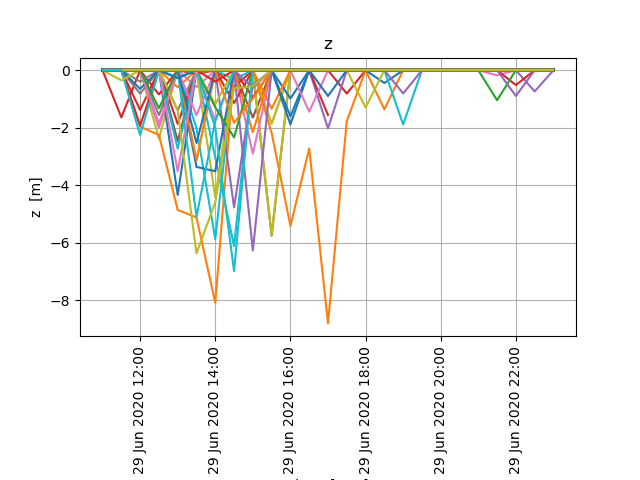 z
z [m]
0
−2
−4
−6
−8
29 Jun 2020 12:00
29 Jun 2020 14:00
29 Jun 2020 16:00
29 Jun 2020 18:00
29 Jun 2020 20:00
29 Jun 2020 22:00